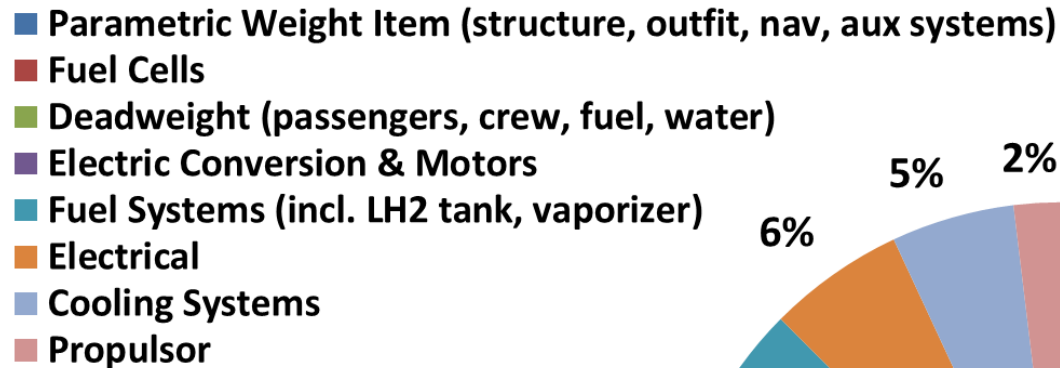 Parametric Weight Item (structure, outfit, nav, aux systems)
Fuel Cells
Deadweight (passengers, crew, fuel, water)
Electric Conversion & Motors
Fuel Systems (incl. LH2 tank, vaporizer)
Electrical
Cooling Systems
Propulsor
6%
5%
2%